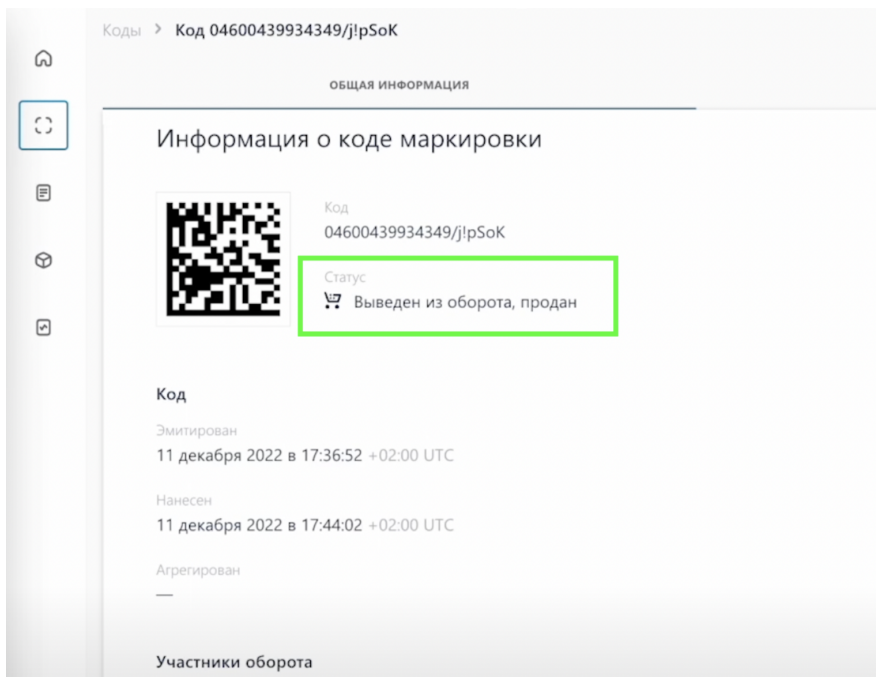 Коды > Код 04600439934349/j!pSoK
ОБЩАЯ ИНФОРМАЦИЯ
Информация о коде маркировки
Код
04600439934349/j!pSoK
Статус
Выведен из оборота, продан
Код
Эмитирован
11 декабря 2022 в 17:36:52 +02:00 UTC
Нанесен
11 декабря 2022 в 17:44:02 +02:00 UTC
Агрегирован
—
Участники оборота